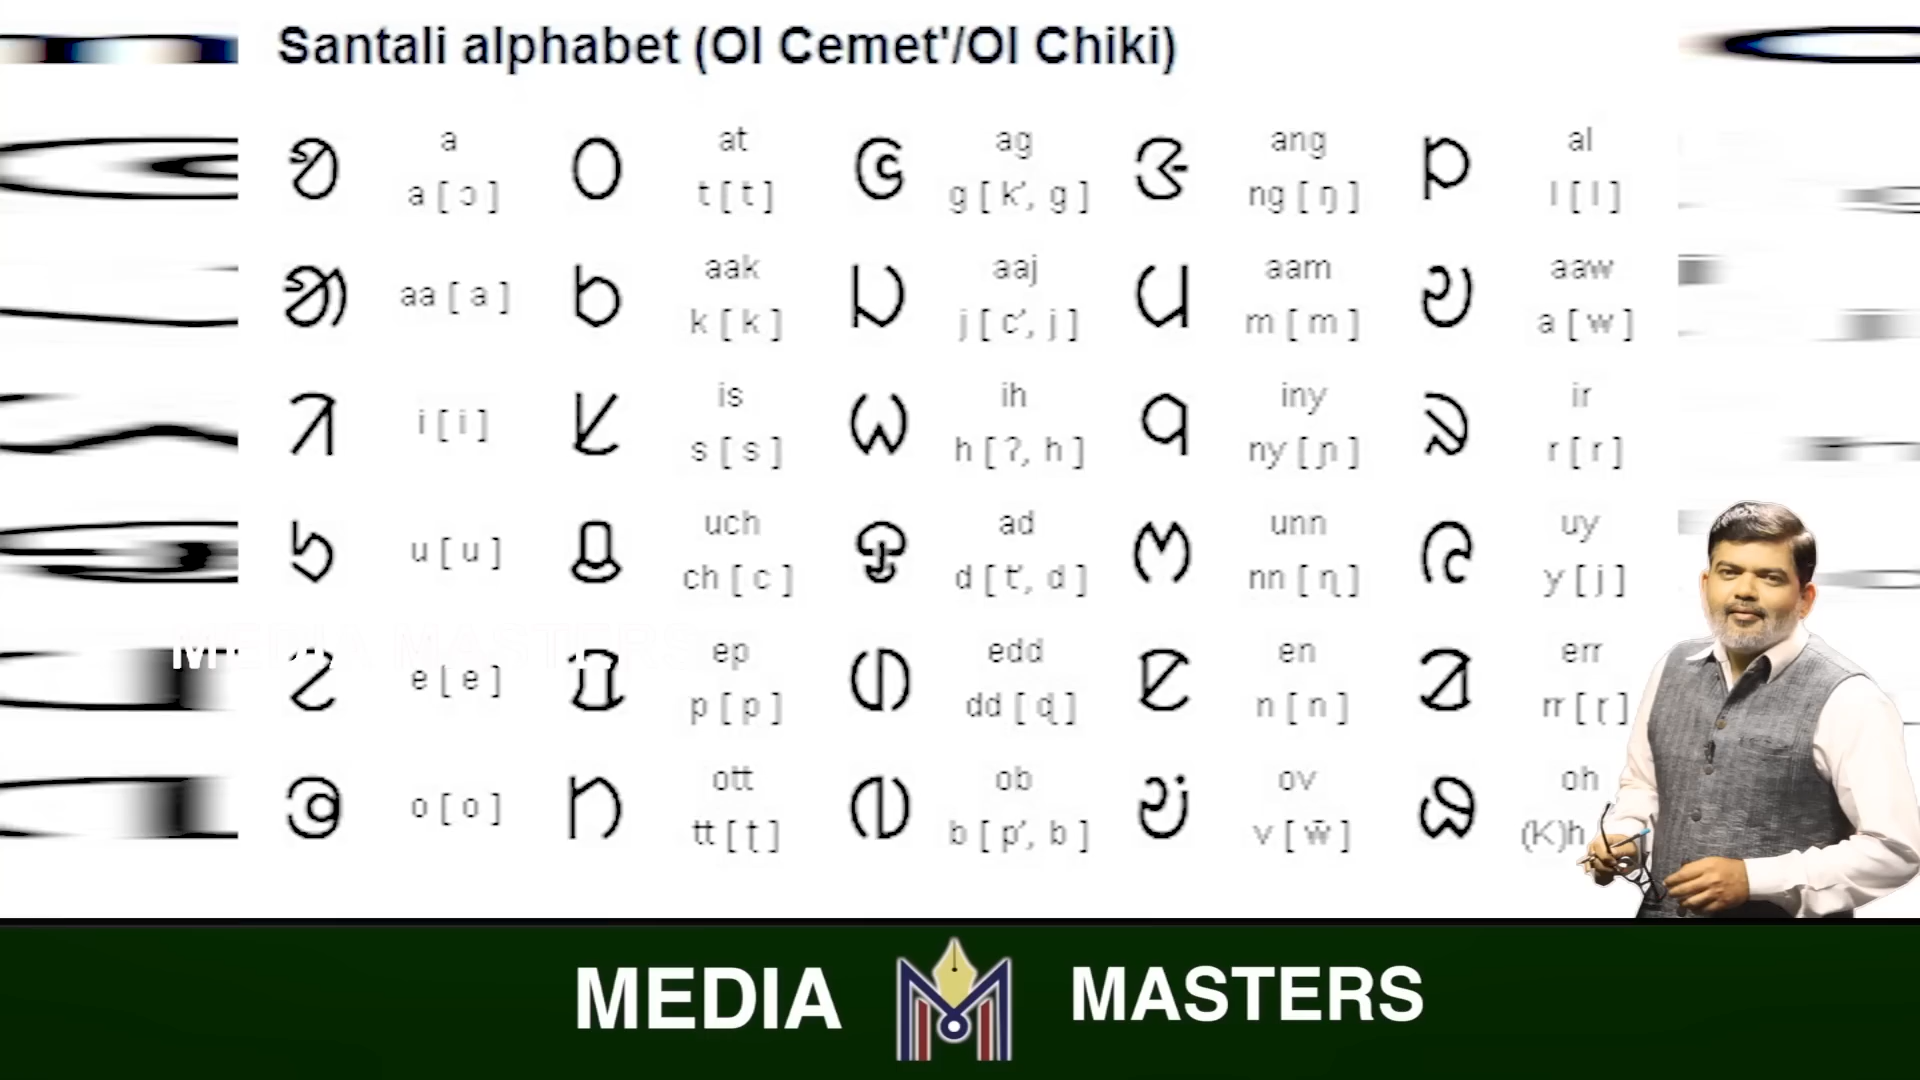 Santali alphabet (Ol Cemet'/Ol Chiki)
a at ag ang al
ᱚ a [ ɔ ] ᱛ t [ t ] ᱜ g [ k’, g ] ᱝ ng [ ŋ ] ᱞ l [ l ]
aak aaj aam aaw
ᱟ aa [ a ] ᱠ k [ k ] ᱡ j [ c’, j ] ᱢ m [ m ] ᱣ a [ w ]
is ih iny ir
ᱤ i [ i ] ᱥ s [ s ] ᱦ h [ ʔ, h ] ᱧ ny [ ɲ ] ᱨ r [ r ]
uch ad unn uy
ᱩ u [ u ] ᱪ ch [ c ] ᱫ d [ t’, d ] ᱬ nn [ ɳ ] ᱭ y [ j ]
ep edd en err
ᱮ e [ e ] ᱯ p [ p ] ᱰ dd [ ɖ ] ᱱ n [ n ] ᱲ rr [ ɽ ]
ott ob ov oh
ᱳ o [ o ] ᱴ tt [ ʈ ] ᱵ b [ p’, b ] ᱶ v [ w̃ ] ᱷ (K)h
MEDIA MASTERS
MEDIA MASTERS